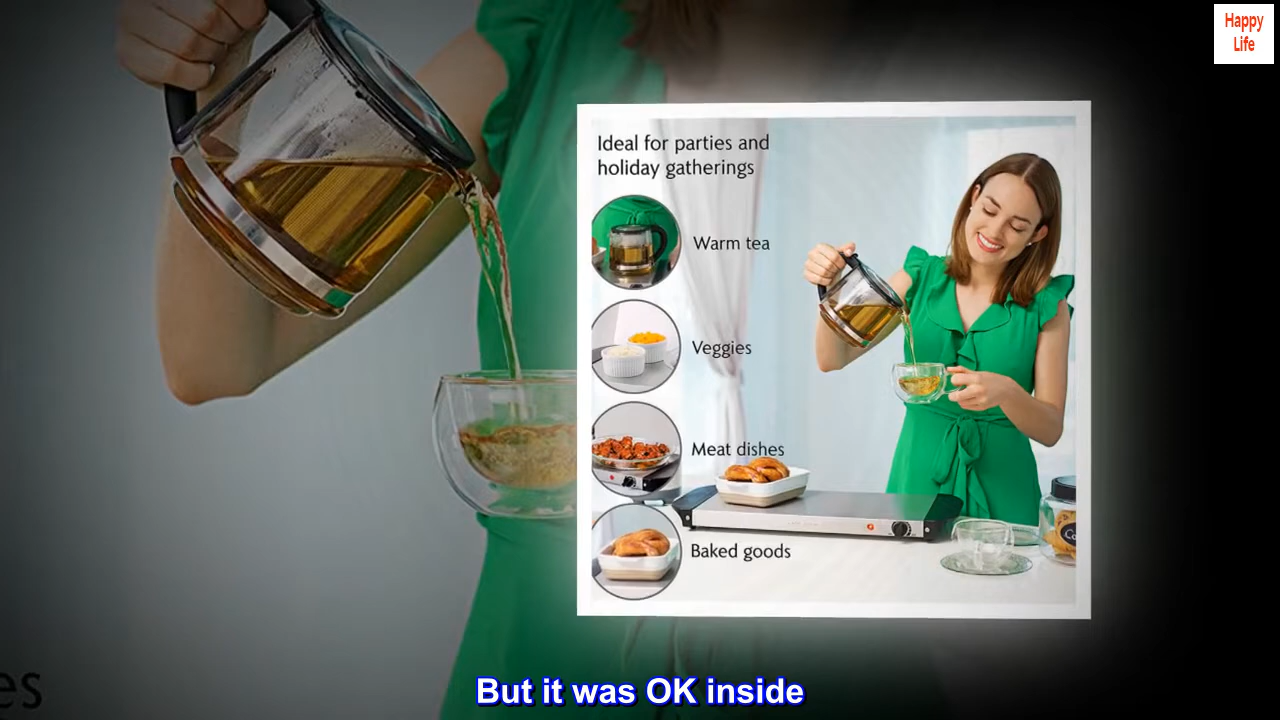 Happy
Life
Ideal for parties and
holiday gatherings
Warm tea
Veggies
Meat dishes
Baked goods
es
But it was OK inside